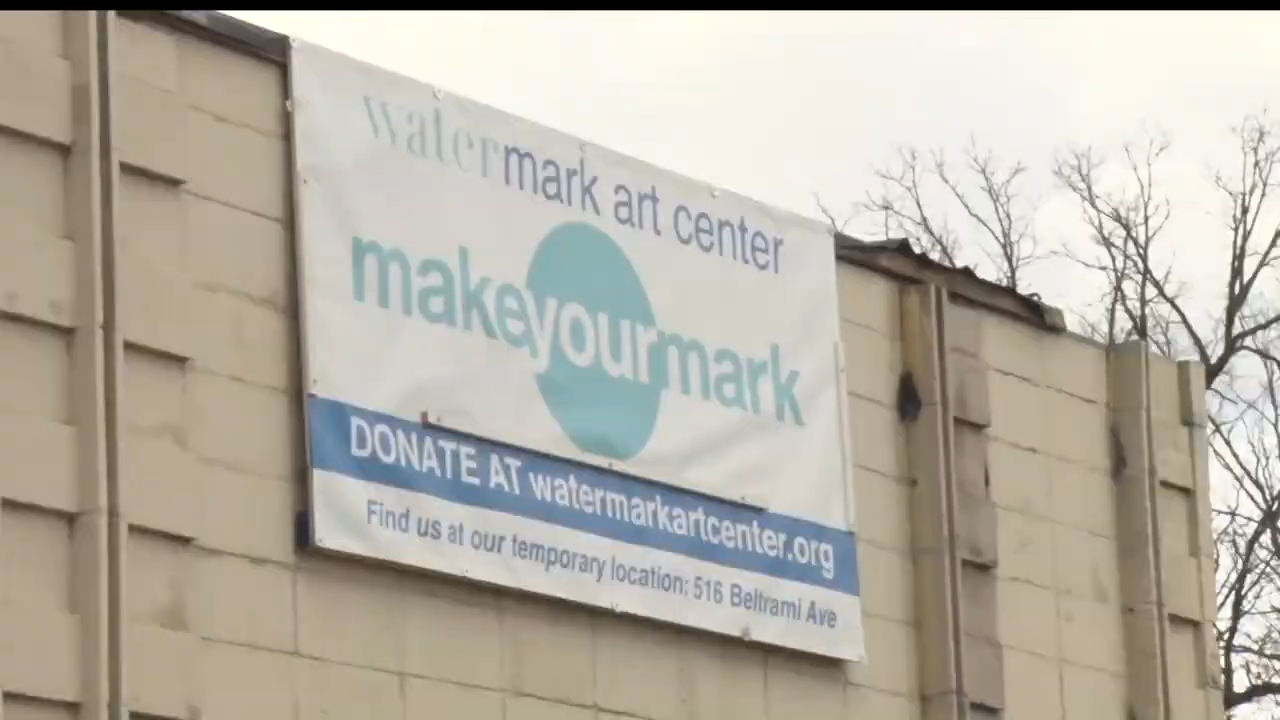 watermark art center
makeyourmark
DONATE AT watermarkartcenter.org
Find us at our temporary location: 516 Beltrami Ave